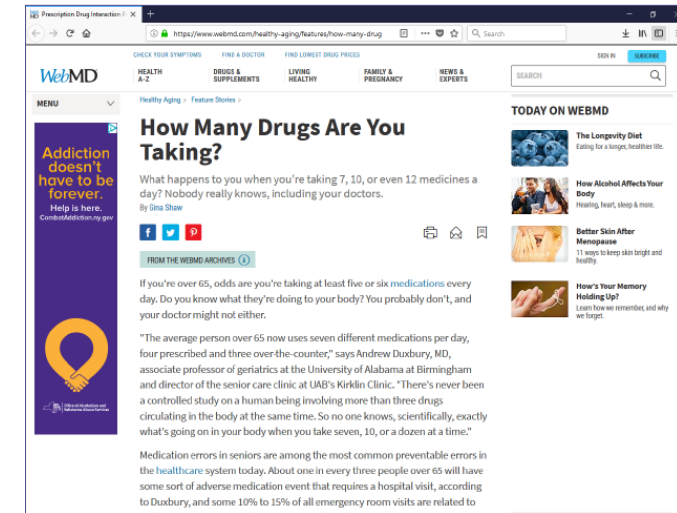 Prescription Drug Interaction
https://www.webmd.com/healthy-aging/features/how-many-drug
Search
CHECK YOUR SYMPTOMS FIND A DOCTOR FIND LOWEST DRUG PRICES
SIGN IN SUBSCRIBE
WebMD
HEALTH A-Z
DRUGS & SUPPLEMENTS
LIVING HEALTHY
FAMILY & PREGNANCY
NEWS & EXPERTS
SEARCH
MENU
Healthy Aging > Feature Stories >
How Many Drugs Are You
Taking?
What happens to you when you're taking 7, 10, or even 12 medicines a
day? Nobody really knows, including your doctors.
By Gina Shaw
FROM THE WEBMD ARCHIVES
If you're over 65, odds are you're taking at least five or six medications every
day. Do you know what they're doing to your body? You probably don't, and
your doctor might not either.
"The average person over 65 now uses seven different medications per day,
four prescribed and three over-the-counter," says Andrew Duxbury, MD,
associate professor of geriatrics at the University of Alabama at Birmingham
and director of the senior care clinic at UAB's Kirklin Clinic. "There's never been
a controlled study on a human being involving more than three drugs
circulating in the body at the same time. So no one knows, scientifically, exactly
what's going on in your body when you take seven, 10, or a dozen at a time."
Medication errors in seniors are among the most common preventable errors in
the healthcare system today. About one in every three people over 65 will have
some sort of adverse medication event that requires a hospital visit, according
to Duxbury, and some 10% to 15% of all emergency room visits are related to
Addiction
doesn't
have to be
forever.
Help is here.
CombatAddiction.ny.gov
Office of Alcoholism and
Substance Abuse Services
TODAY ON WEBMD
The Longevity Diet
Eating for a longer, healthier life.
How Alcohol Affects Your
Body
Hearing, heart, sleep & more.
Better Skin After
Menopause
11 ways to keep skin bright and
healthy.
How's Your Memory
Holding Up?
Learn how we remember, and why
we forget.